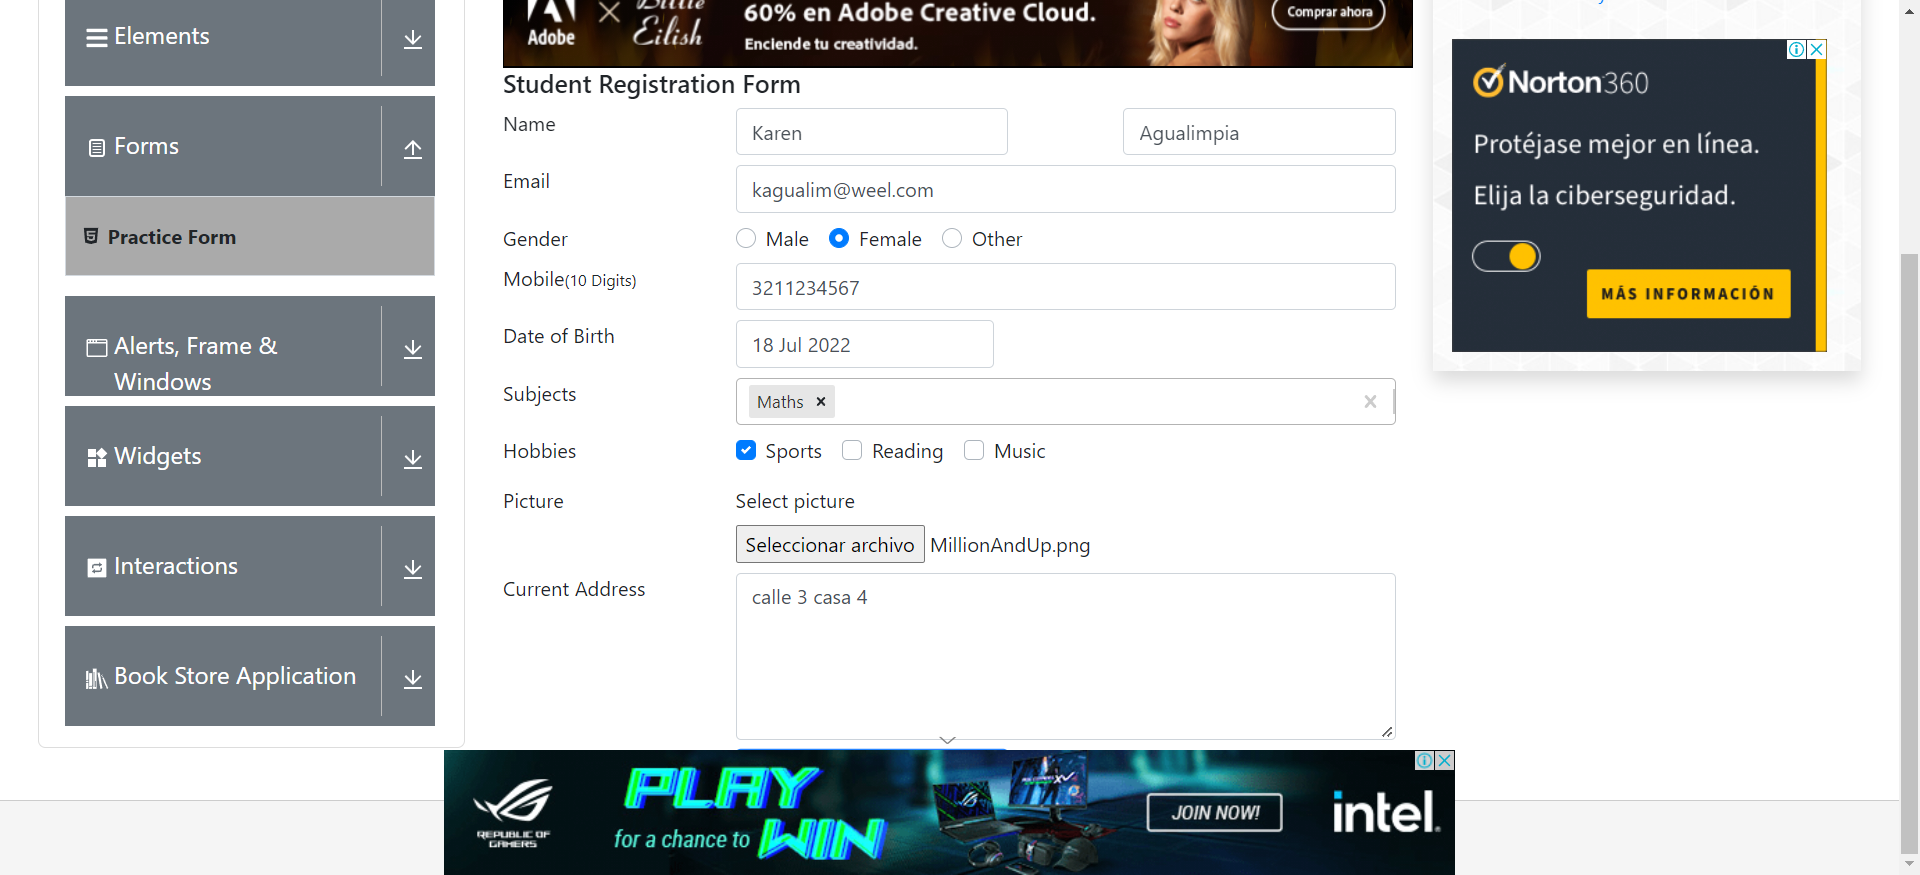 Elements
Forms
Practice Form
Alerts, Frame &
Windows
Widgets
Interactions
Book Store Application
Adobe
Billie
Eilish
60% en Adobe Creative Cloud.
Enciende tu creatividad.
Comprar ahora
Student Registration Form
Name
Karen
Agualimpia
Email
kagualim@weel.com
Gender
Male
Female
Other
Mobile(10 Digits)
3211234567
Date of Birth
18 Jul 2022
Subjects
Maths
Hobbies
Sports
Reading
Music
Picture
Select picture
Seleccionar archivo
MillionAndUp.png
Current Address
calle 3 casa 4
Norton 360
Protéjase mejor en línea.
Elija la ciberseguridad.
MÁS INFORMACIÓN
REPUBLIC OF
GAMERS
PLAY
for a chance to WIN
JOIN NOW!
intel.